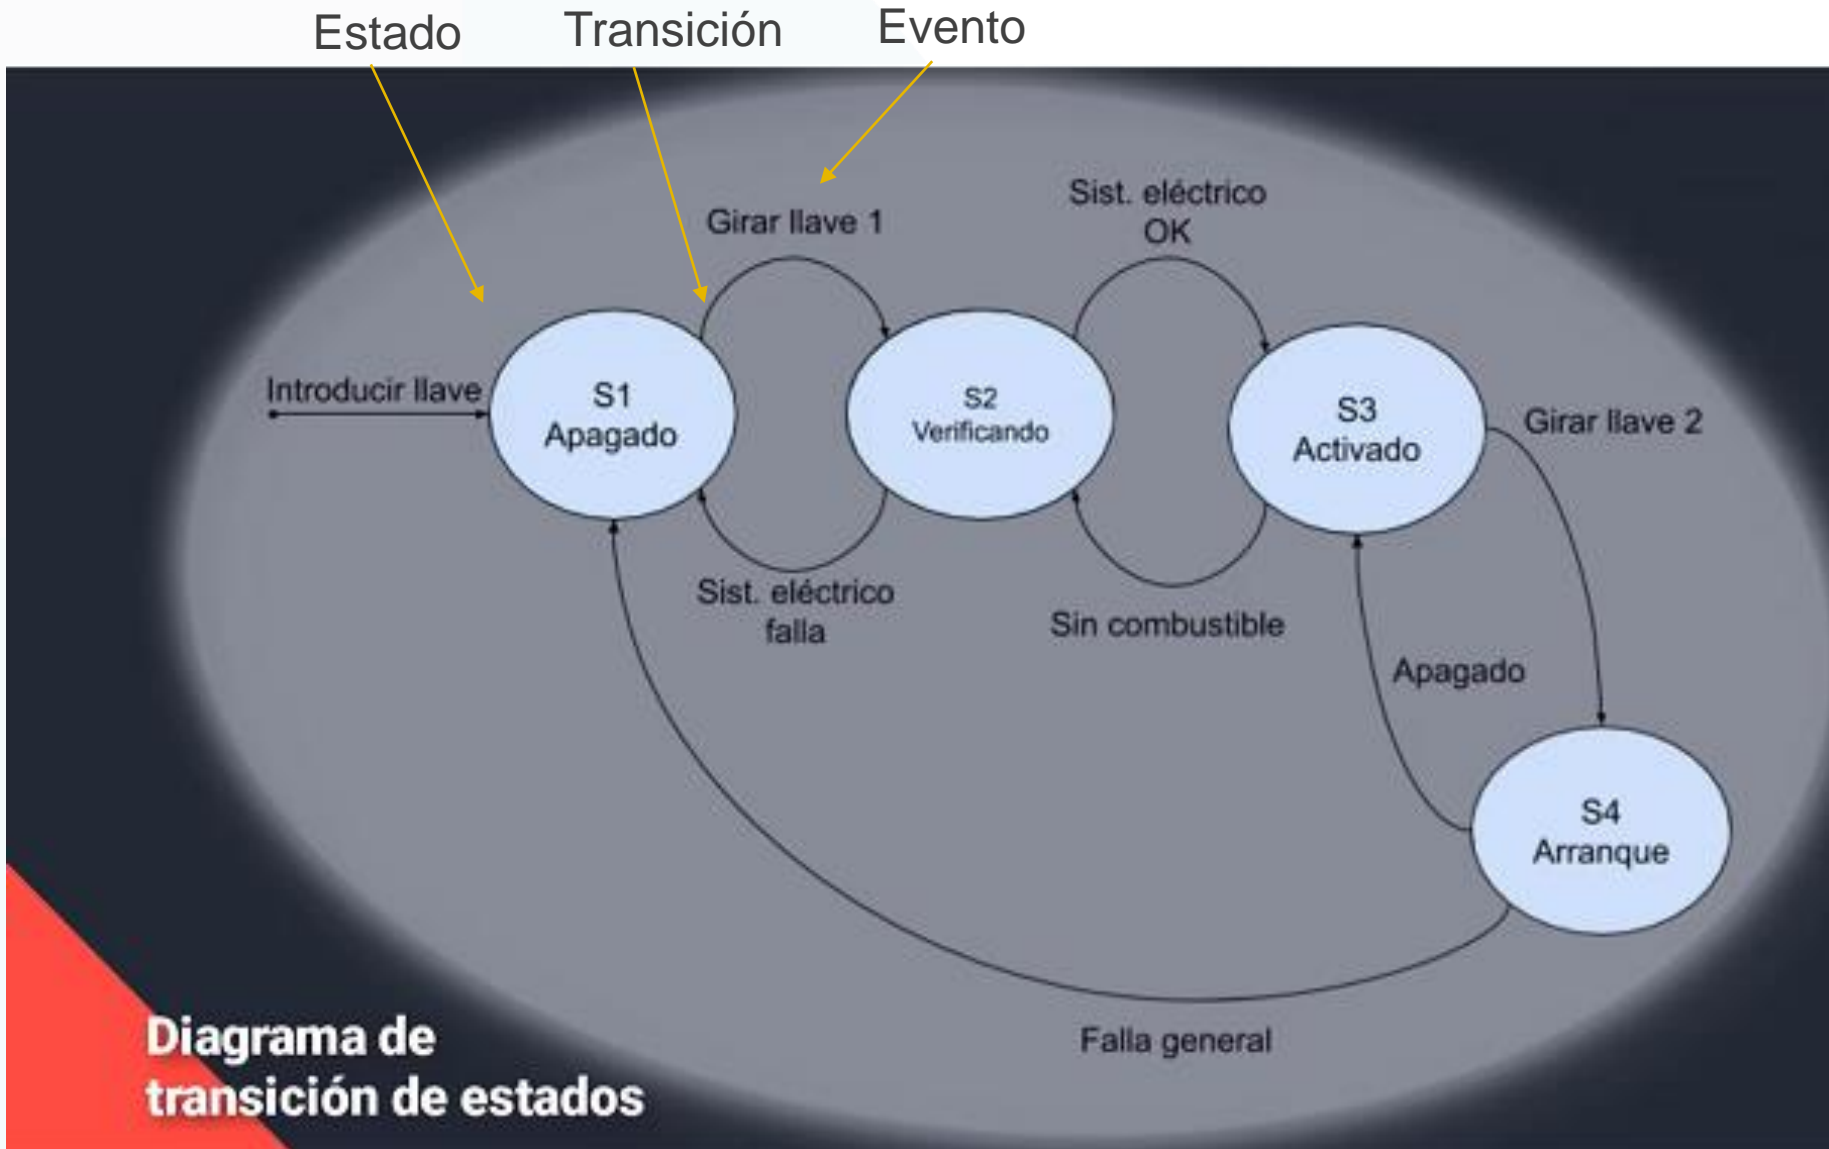 Estado
Transición
Evento
Sist. eléctrico
OK
Girar llave 1
Introducir llave
S1
Apagado
S2
Verificando
S3
Activado
Girar llave 2
Sist. eléctrico
falla
Sin combustible
Apagado
S4
Arranque
Falla general
Diagrama de
transición de estados